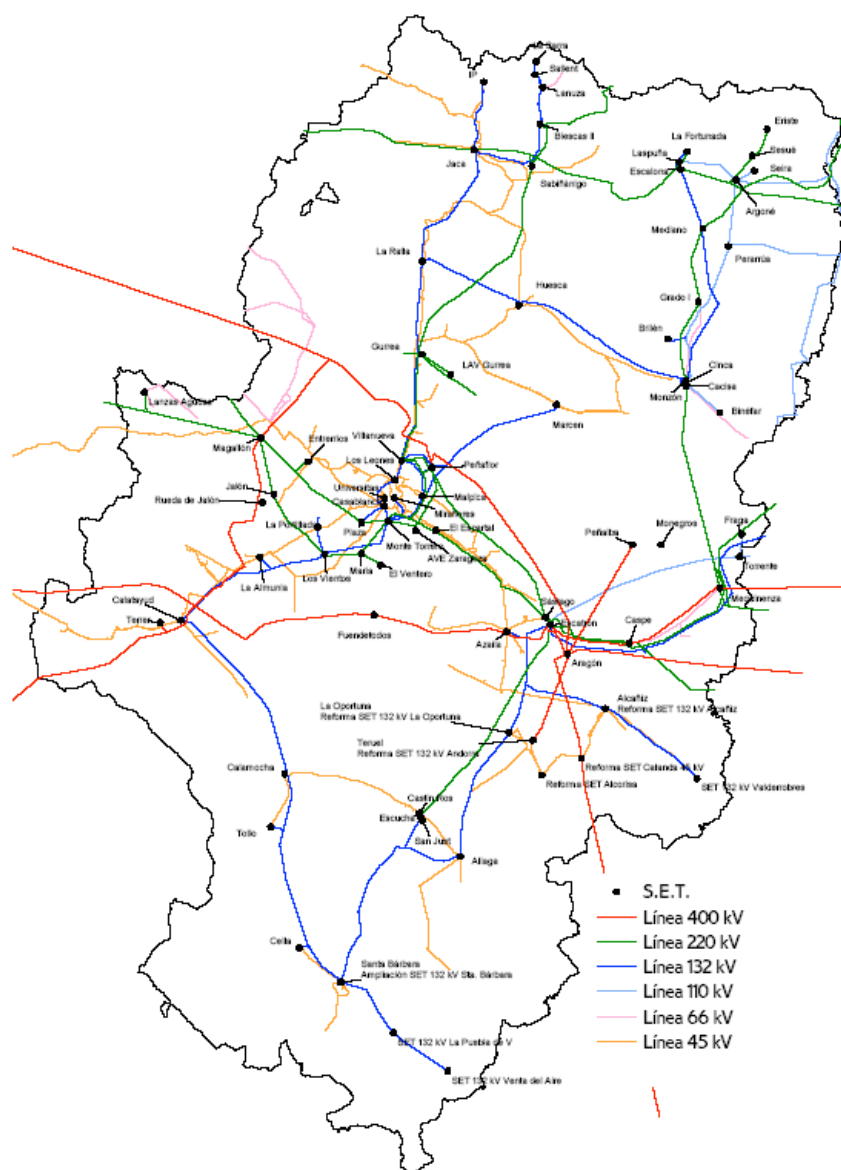 Sallent
Lanuza
IP
Biescas II
Jaca
Sabiñánigo
La Fortunada
Eriste
Laspuña
Sesué
Escalona
Seira
Argoné
Mediano
Perarrúa
La Ralla
Huesca
Grado I
Brilén
Gurrea
LAV Gurrea
Cinca
Cacisa
Monzón
Binéfar
Lanzas Agudas
Marcen
Magallón
Entrerríos
Villanueva
Los Leones
Peñaflor
Jalón
Universitas
Casablanca
Malpica
Rueda de Jalón
Miraflores
La Portillada
Plaza
El Espartal
Monte Torrero
AVE Zaragoza
Peñalba
Monegros
Fraga
La Almunia
Los Vientos
María
El Ventero
Torrente
Calatayud
Terrer
Mequinenza
Fuendetodos
Sástago
Escatrón
Azaila
Caspe
Aragón
La Oportuna
Reforma SET 132 kV La Oportuna
Alcañiz
Reforma SET 132 kV Alcañiz
Teruel
Reforma SET 132 kV Andorra
Reforma SET Calanda 45 kV
Reforma SET Alcorisa
SET 132 kV Valderrobres
Calamocha
Escucha
San Just
Aliaga
Cella
Santa Bárbara
Ampliación SET 132 kV Sta. Bárbara
SET 132 kV La Puebla de V
SET 132 kV Venta del Aire
S.E.T.
Línea 400 kV
Línea 220 kV
Línea 132 kV
Línea 110 kV
Línea 66 kV
Línea 45 kV